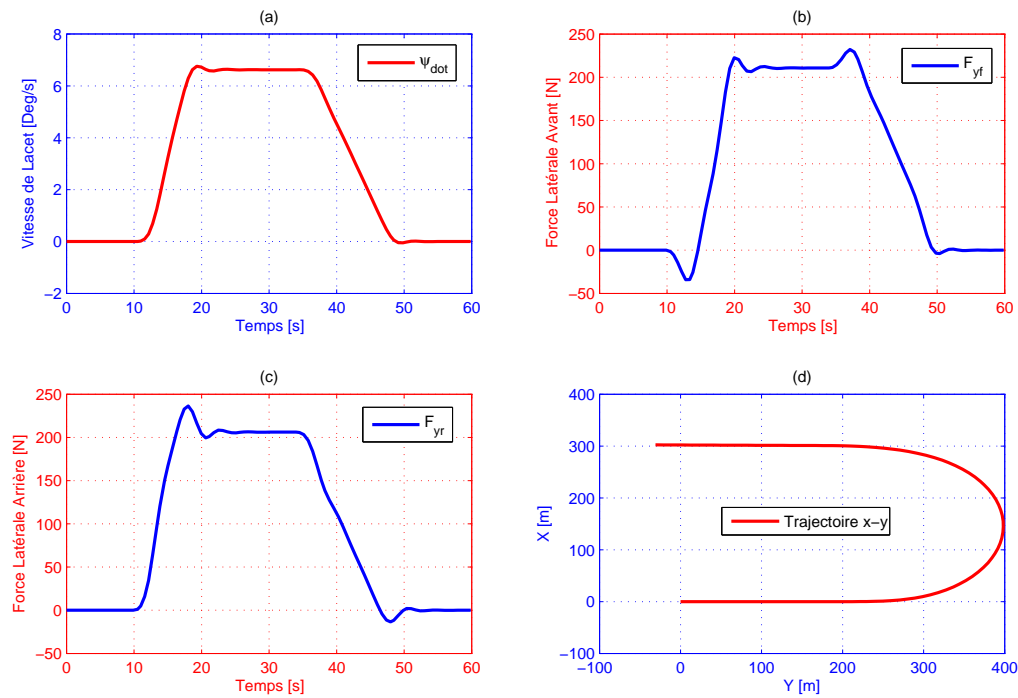 (a)
8
6
4
2
0
−2
0 10 20 30 40 50 60
Vitesse de Lacet [Deg/s]
Temps [s]
ψ_dot
(b)
250
200
150
100
50
0
−50
0 10 20 30 40 50 60
Force Latérale Avant [N]
Temps [s]
F_yf
(c)
250
200
150
100
50
0
−50
0 10 20 30 40 50 60
Force Latérale Arrière [N]
Temps [s]
F_yr
(d)
400
300
200
100
0
−100
−100 0 100 200 300 400
X [m]
Y [m]
Trajectoire x−y